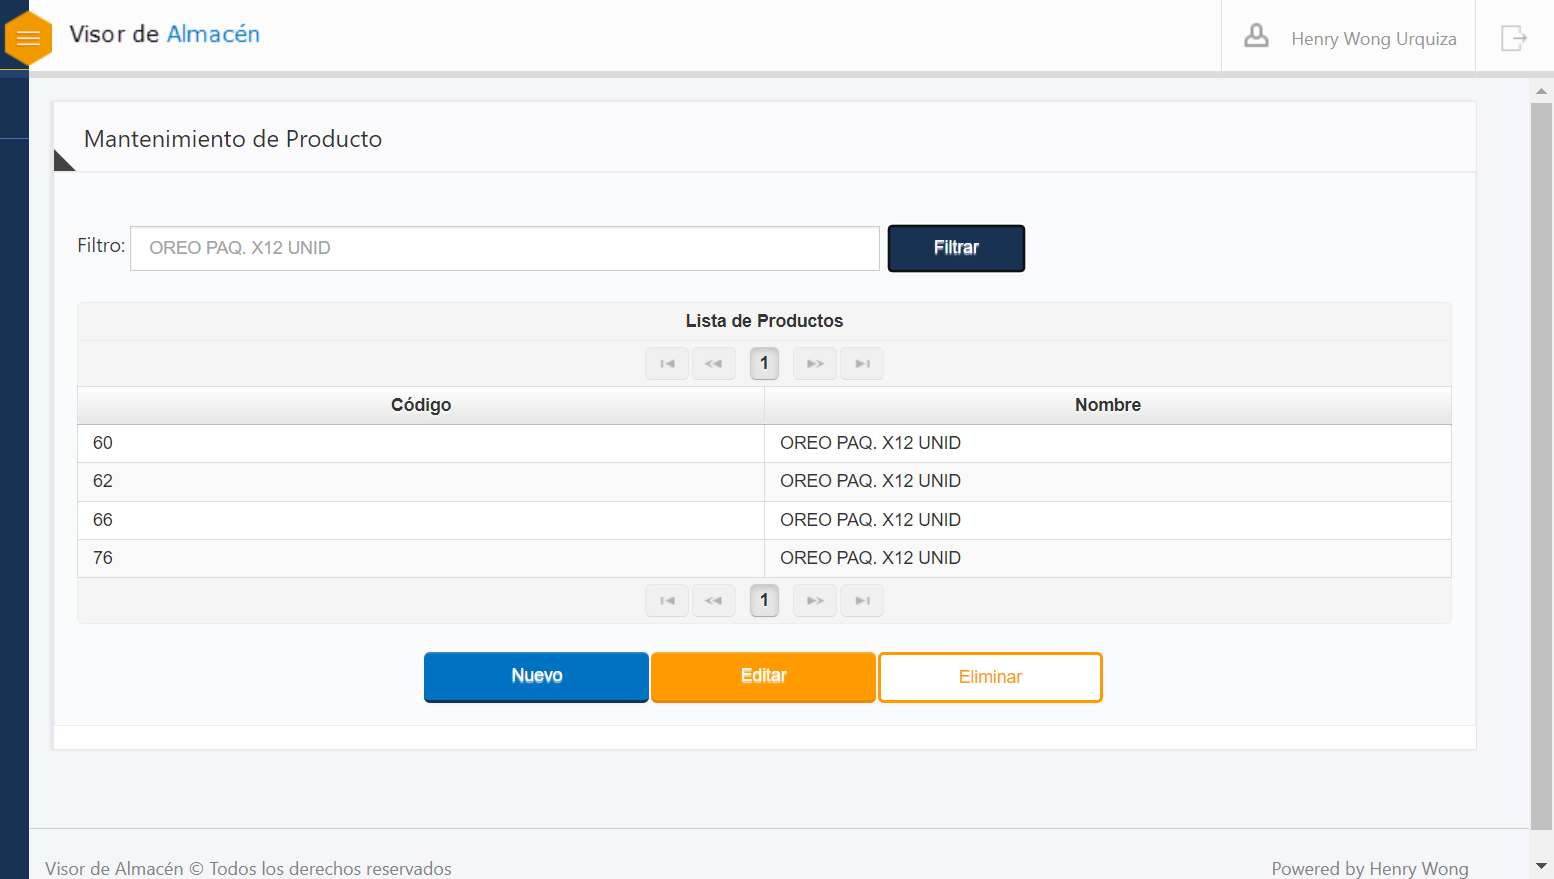 Visor de Almacén
Henry Wong Urquiza
Mantenimiento de Producto
Filtro: OREO PAQ. X12 UNID Filtrar
Lista de Productos
1
Código Nombre
60 OREO PAQ. X12 UNID
62 OREO PAQ. X12 UNID
66 OREO PAQ. X12 UNID
76 OREO PAQ. X12 UNID
1
Nuevo Editar Eliminar
Visor de Almacén © Todos los derechos reservados Powered by Henry Wong